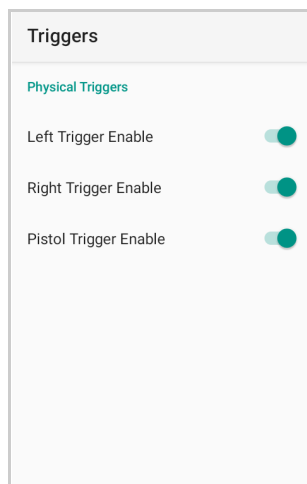 Triggers
Physical Triggers
Left Trigger Enable
Right Trigger Enable
Pistol Trigger Enable